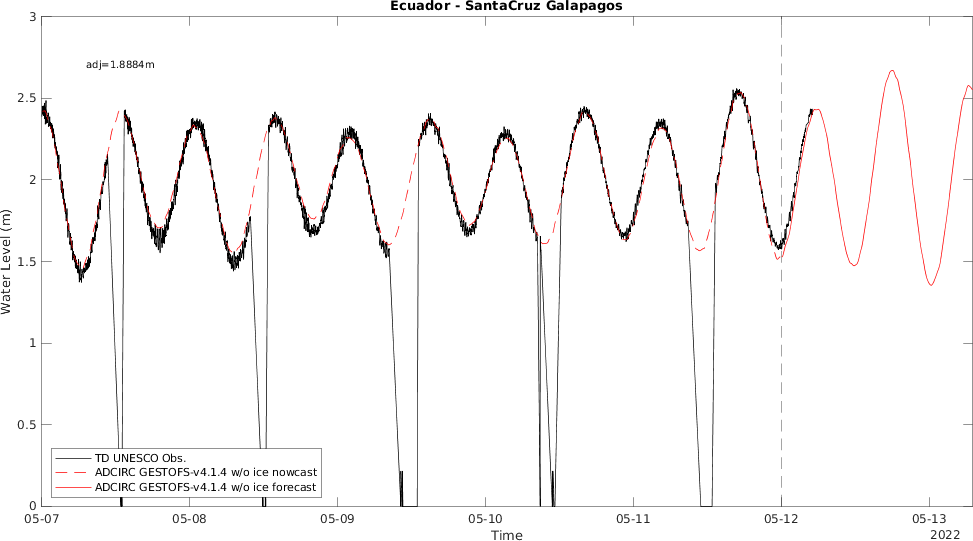 Ecuador - SantaCruz Galapagos
adj=1.8884m
3
2.5
2
1.5
1
0.5
0
Water Level (m)
TD UNESCO Obs.
ADCIRC GESTOFS-v4.1.4 w/o ice nowcast
ADCIRC GESTOFS-v4.1.4 w/o ice forecast
05-07 05-08 05-09 05-10 05-11 05-12 05-13
Time
2022